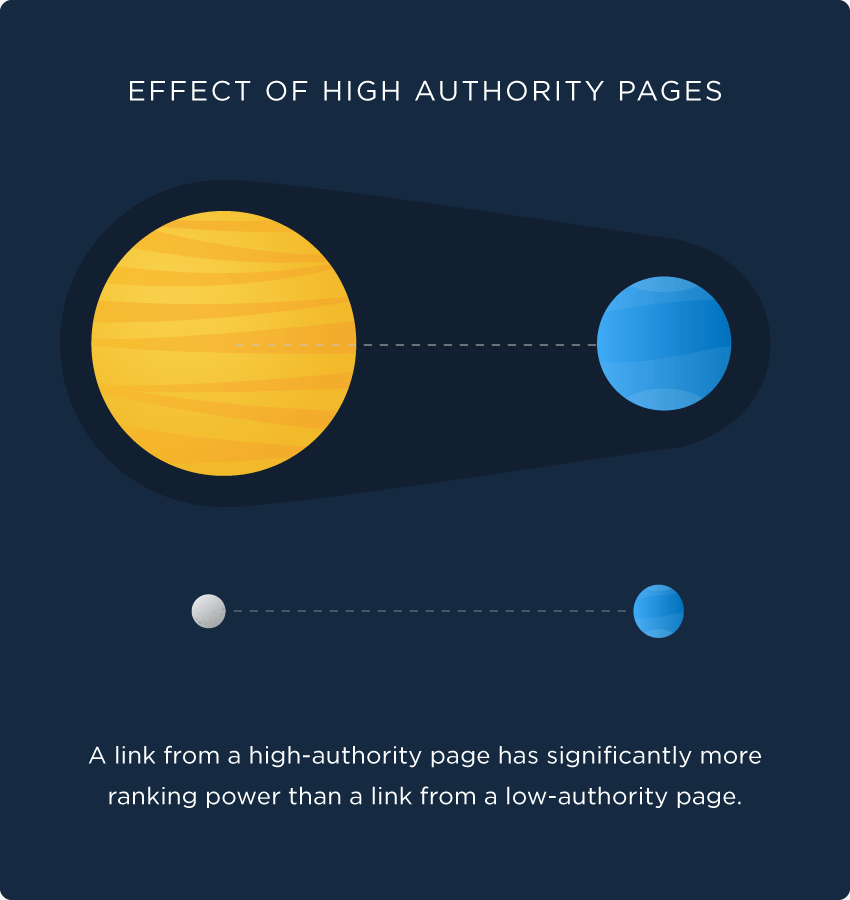 EFFECT OF HIGH AUTHORITY PAGES
A link from a high-authority page has significantly more
ranking power than a link from a low-authority page.